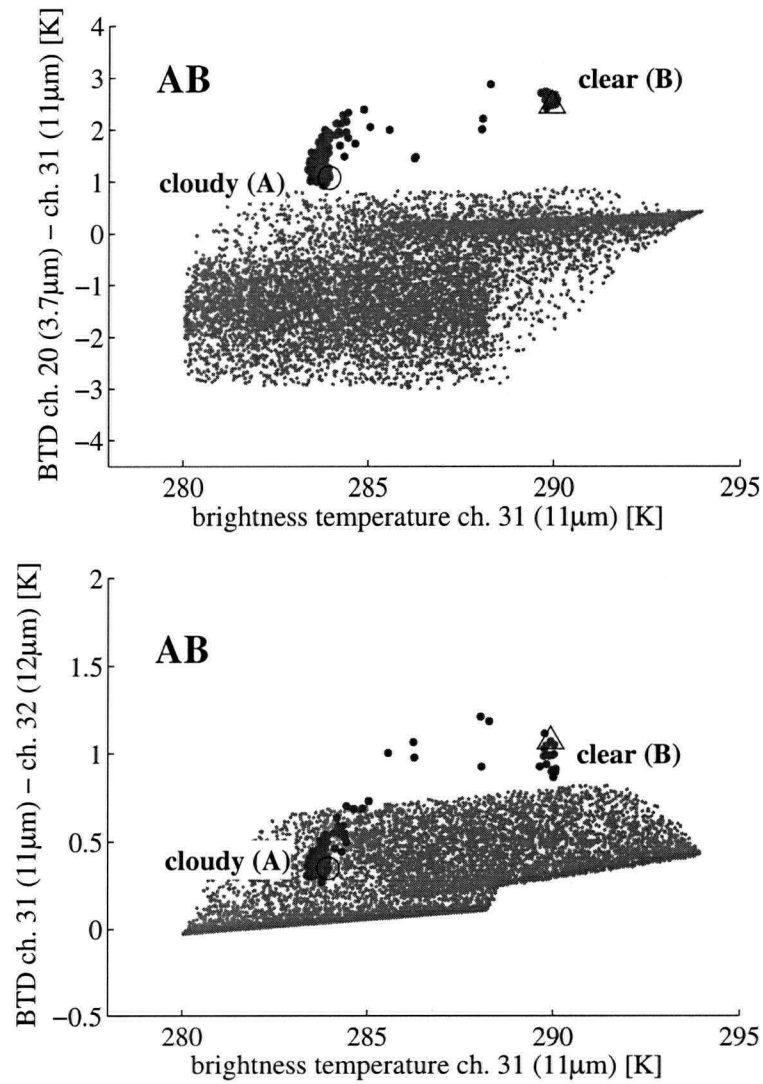 BTD ch. 20 (3.7μm) − ch. 31 (11μm) [K]
4
3
2
1
0
−1
−2
−3
−4
AB
clear (B)
cloudy (A)
280
285
290
295
brightness temperature ch. 31 (11μm) [K]
BTD ch. 31 (11μm) − ch. 32 (12μm) [K]
2
1.5
1
0.5
0
−0.5
AB
clear (B)
cloudy (A)
280
285
290
295
brightness temperature ch. 31 (11μm) [K]